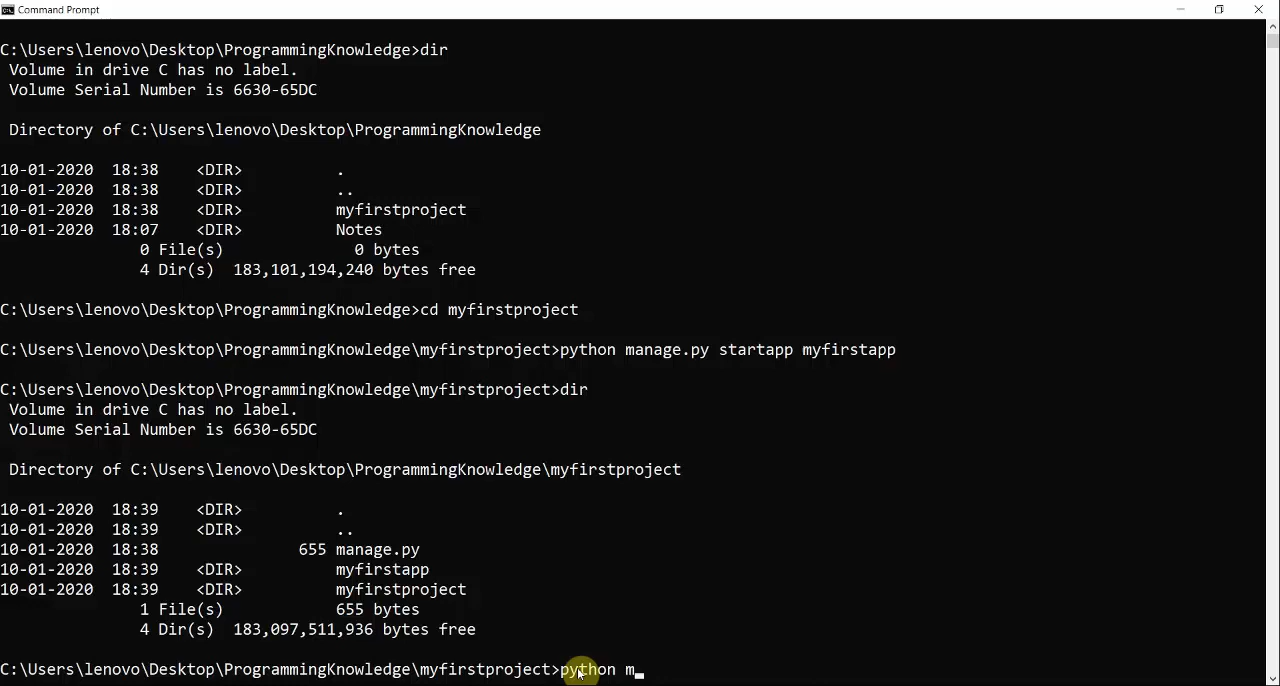 Command Prompt
C:\Users\lenovo\Desktop\ProgrammingKnowledge>dir
Volume in drive C has no label.
Volume Serial Number is 6630-65DC
Directory of C:\Users\lenovo\Desktop\ProgrammingKnowledge
10-01-2020 18:38 <DIR> .
10-01-2020 18:38 <DIR> ..
10-01-2020 18:38 <DIR> myfirstproject
10-01-2020 18:07 <DIR> Notes
0 File(s) 0 bytes
4 Dir(s) 183,101,194,240 bytes free
C:\Users\lenovo\Desktop\ProgrammingKnowledge>cd myfirstproject
C:\Users\lenovo\Desktop\ProgrammingKnowledge\myfirstproject>python manage.py startapp myfirstapp
C:\Users\lenovo\Desktop\ProgrammingKnowledge\myfirstproject>dir
Volume in drive C has no label.
Volume Serial Number is 6630-65DC
Directory of C:\Users\lenovo\Desktop\ProgrammingKnowledge\myfirstproject
10-01-2020 18:39 <DIR> .
10-01-2020 18:39 <DIR> ..
10-01-2020 18:38 655 manage.py
10-01-2020 18:39 <DIR> myfirstapp
10-01-2020 18:39 <DIR> myfirstproject
1 File(s) 655 bytes
4 Dir(s) 183,097,511,936 bytes free
C:\Users\lenovo\Desktop\ProgrammingKnowledge\myfirstproject>python m_